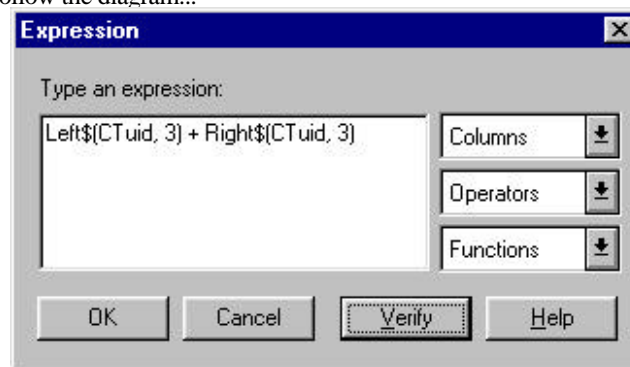 ollow the diagram...
Expression
Type an expression:
Left$(CTuid, 3) + Right$(CTuid, 3)
Columns
Operators
Functions
OK Cancel Verify Help